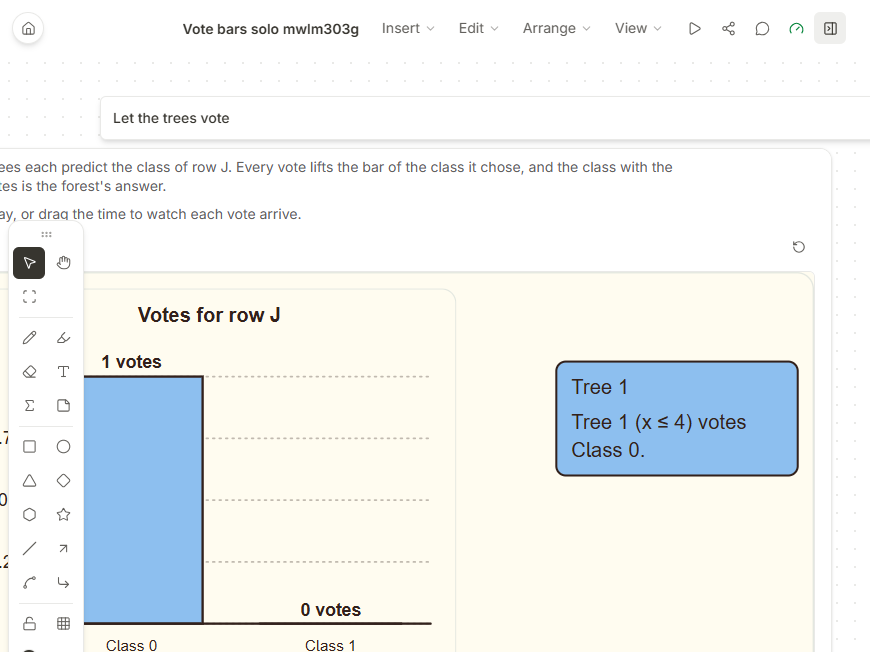 Vote bars solo mwlm303g Insert Edit Arrange View
Let the trees vote
ees each predict the class of row J. Every vote lifts the bar of the class it chose, and the class with the
tes is the forest's answer.
ay, or drag the time to watch each vote arrive.
Votes for row J
1 votes
Tree 1
Tree 1 (x ≤ 4) votes
Class 0.
0 votes
Class 0 Class 1